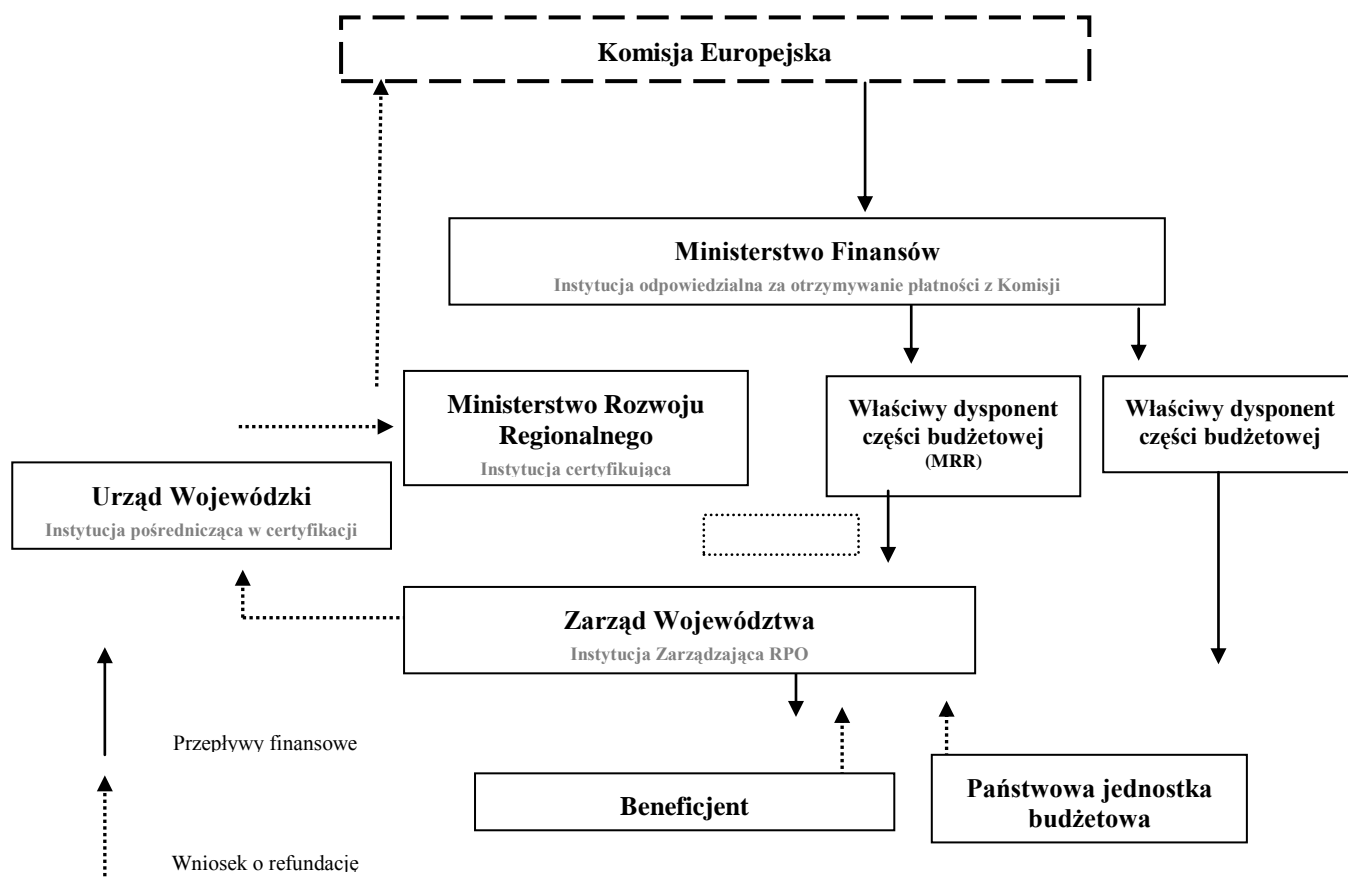 Komisja Europejska
Ministerstwo Finansów
Instytucja odpowiedzialna za otrzymywanie płatności z Komisji
Ministerstwo Rozwoju
Regionalnego
Instytucja certyfikująca
Właściwy dysponent
części budżetowej
(MRR)
Właściwy dysponent
części budżetowej
Urząd Wojewódzki
Instytucja pośrednicząca w certyfikacji
Zarząd Województwa
Instytucja Zarządzająca RPO
Przepływy finansowe
Beneficjent
Państwowa jednostka
budżetowa
Wniosek o refundację